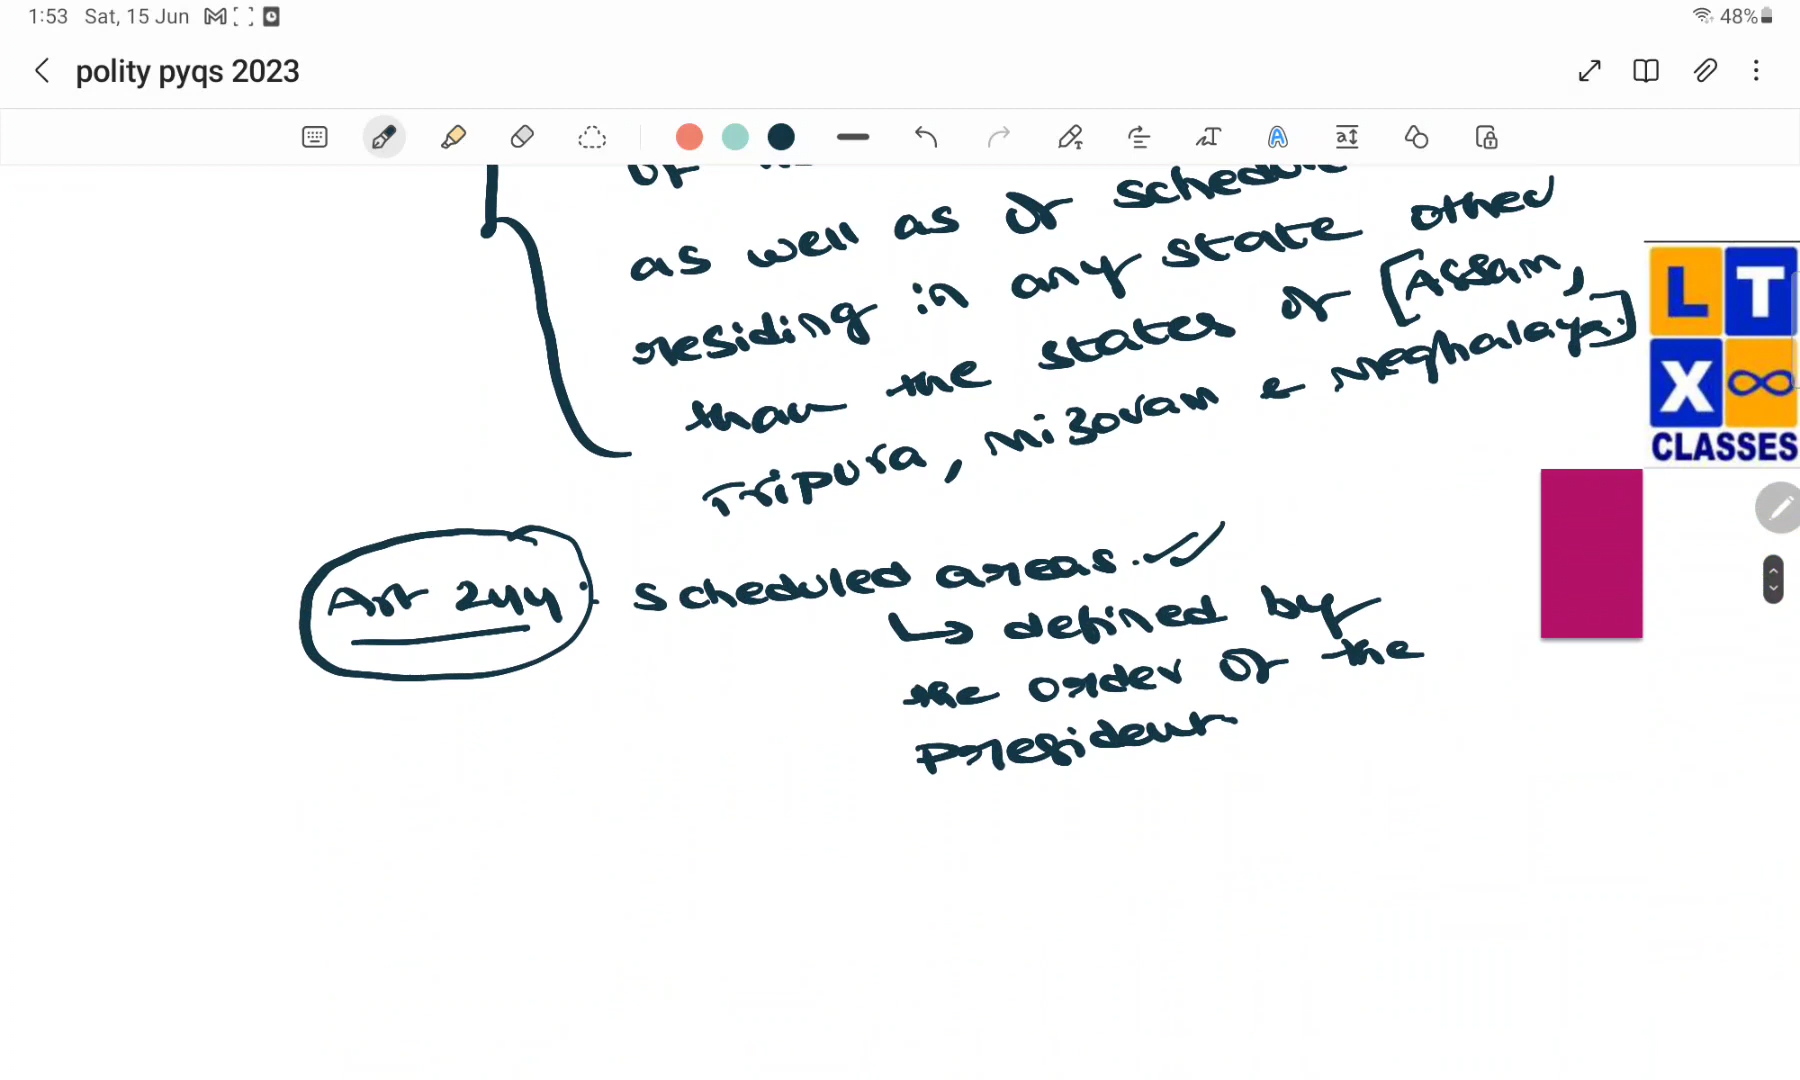 1:53 Sat, 15 Jun
48%
polity pyqs 2023
of
as well as of schedule
residing in any state other
than the states of [Assam,
Tripura, Mizoram & Meghalaya.]
Art 244: scheduled areas.
↳ defined by
the order of the
President
L T
X ∞
CLASSES